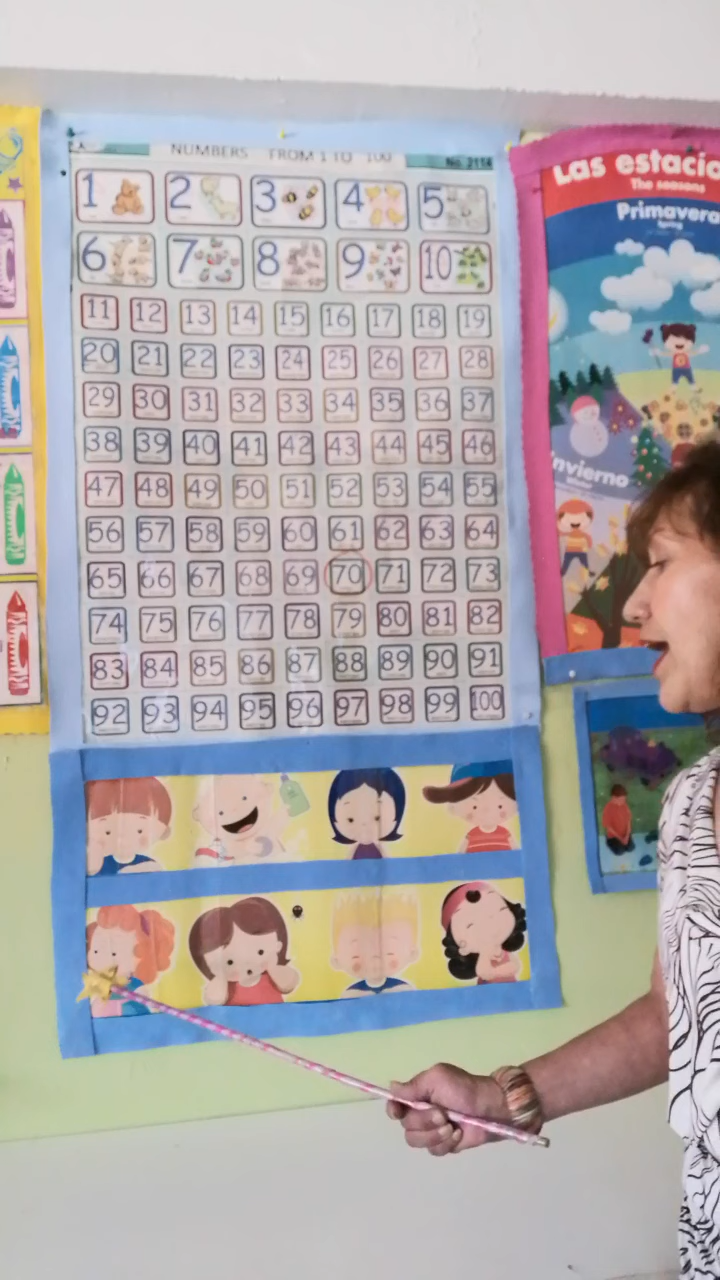 NUMBERS FROM 1 TO 100
No. 2114
1 2 3 4 5
6 7 8 9 10
11 12 13 14 15 16 17 18 19
20 21 22 23 24 25 26 27 28
29 30 31 32 33 34 35 36 37
38 39 40 41 42 43 44 45 46
47 48 49 50 51 52 53 54 55
56 57 58 59 60 61 62 63 64
65 66 67 68 69 70 71 72 73
74 75 76 77 78 79 80 81 82
83 84 85 86 87 88 89 90 91
92 93 94 95 96 97 98 99 100
Las estacio
The seasons
Primavera
Spring
Invierno
Winter